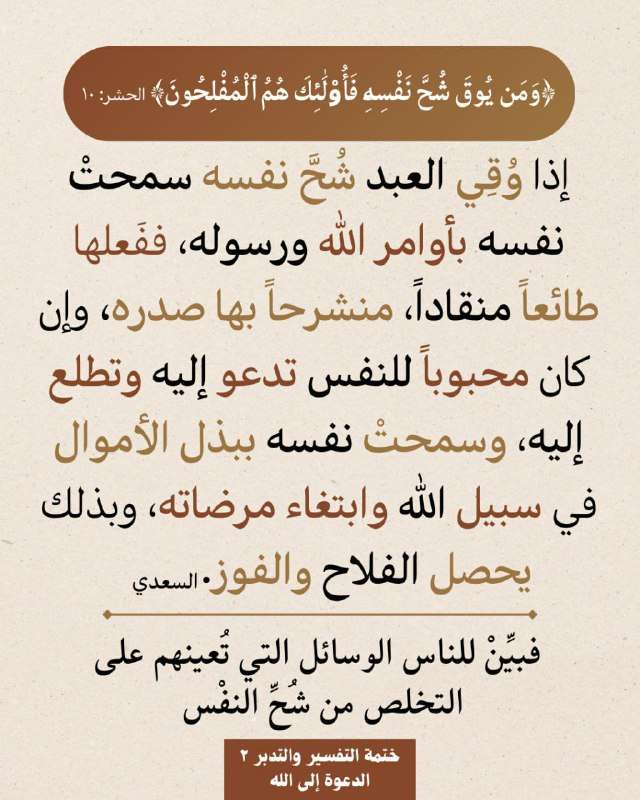 ﴿وَمَن يُوقَ شُحَّ نَفْسِهِ فَأُوْلَٰٓئِكَ هُمُ ٱلْمُفْلِحُونَ﴾ الحشر: ١٠
إذا وُقِي العبد شُحَّ نفسه سمحتْ
نفسه بأوامر الله ورسوله، ففَعلها
طائعاً منقاداً، منشرحاً بها صدره، وإن
كان محبوباً للنفس تدعو إليه وتطلع
إليه، وسمحتْ نفسه ببذل الأموال
في سبيل الله وابتغاء مرضاته، وبذلك
يحصل الفلاح والفوز• السعدي
فبيِّنْ للناس الوسائل التي تُعينهم على
التخلص من شُحِّ النفْس
ختمة التفسير والتدبر ٢
الدعوة إلى الله